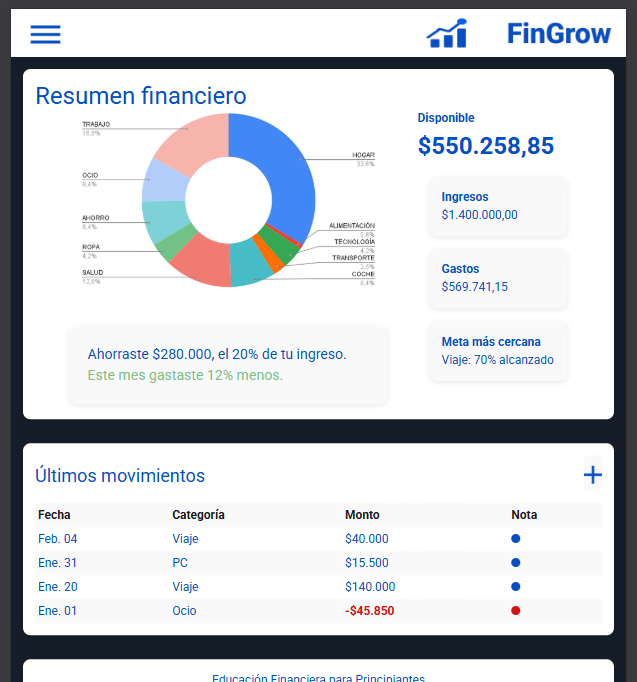 FinGrow
Resumen financiero
TRABAJO
16,8%
OCIO
8,4%
AHORRO
8,4%
ROPA
4,2%
SALUD
12,6%
HOGAR
33,6%
ALIMENTACIÓN
0,8%
TECNOLOGÍA
4,2%
TRANSPORTE
2,6%
COCHE
8,4%
Disponible
$550.258,85
Ingresos
$1.400.000,00
Gastos
$569.741,15
Meta más cercana
Viaje: 70% alcanzado
Ahorraste $280.000, el 20% de tu ingreso.
Este mes gastaste 12% menos.
Últimos movimientos
+
Fecha Categoría Monto Nota
Feb. 04 Viaje $40.000
Ene. 31 PC $15.500
Ene. 20 Viaje $140.000
Ene. 01 Ocio -$45.850
Educación Financiera para Principiantes